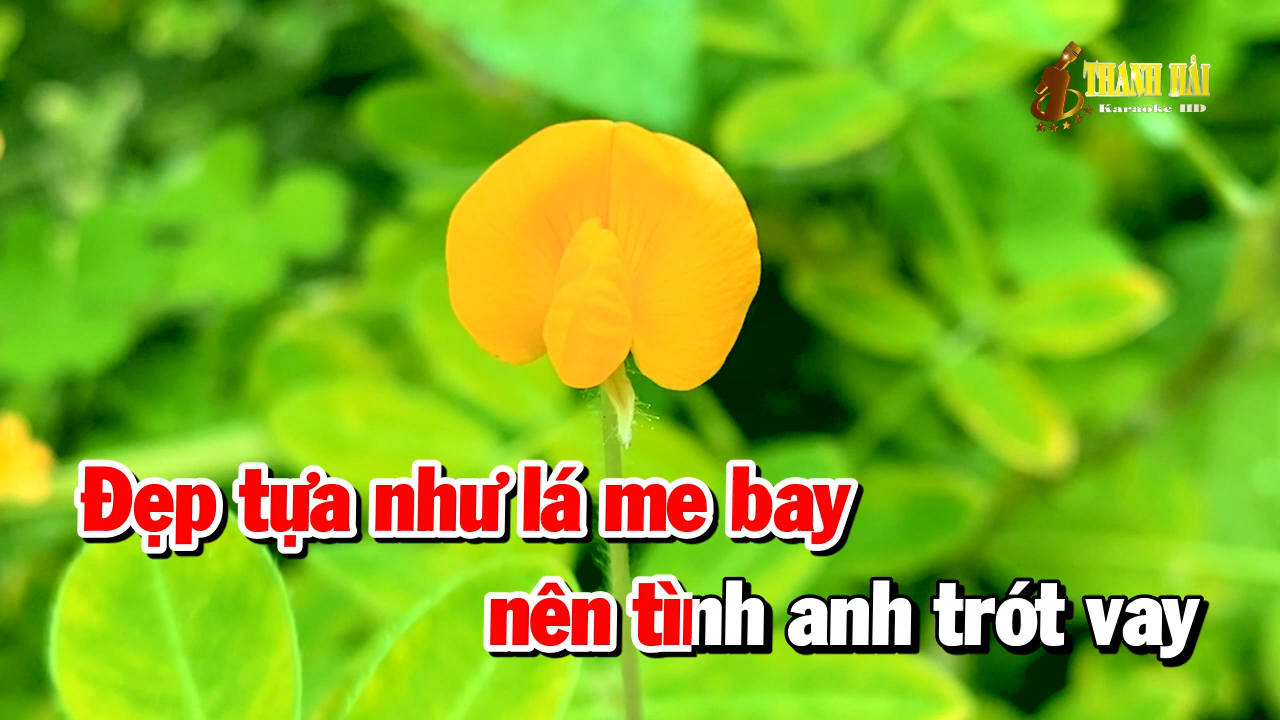 THANH HẢI
Karaoke HD
Đẹp tựa như lá me bay
nên tình anh trót vay